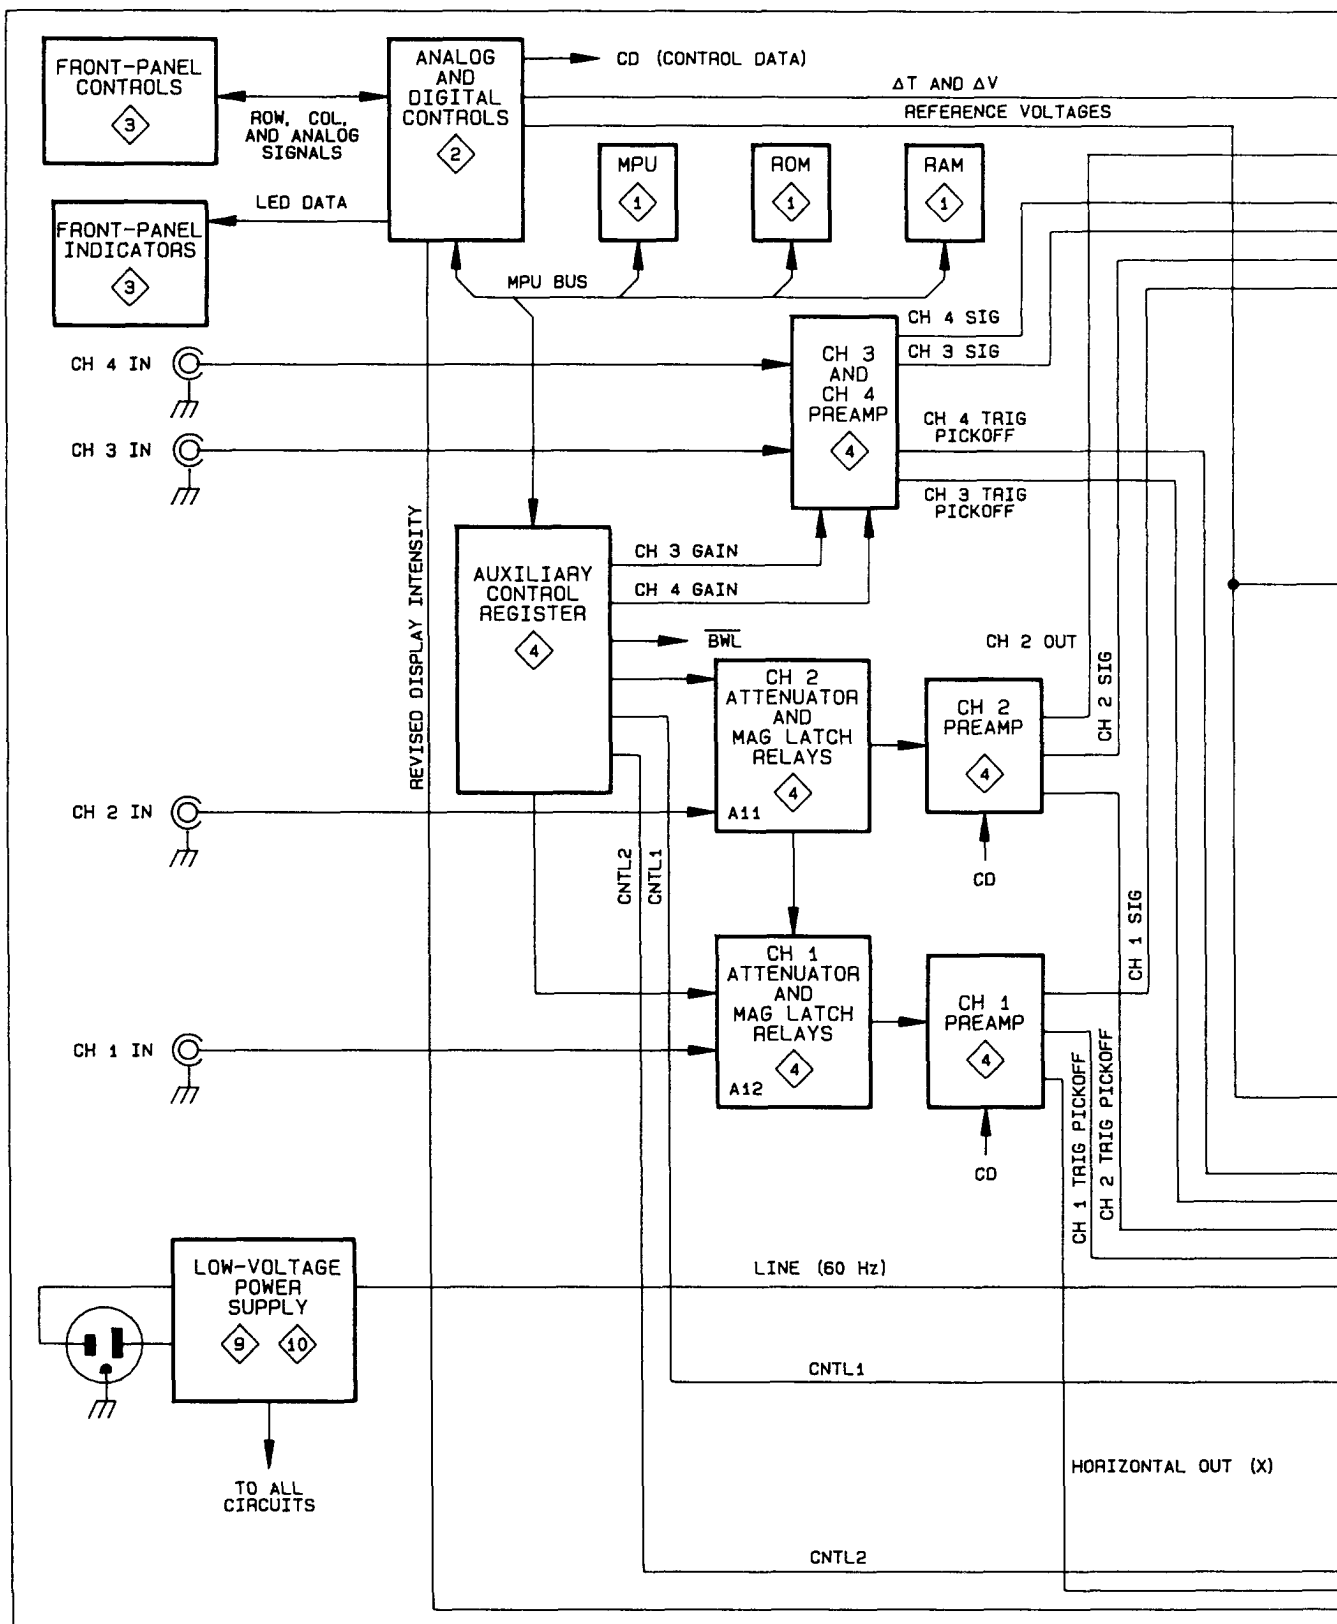 FRONT-PANEL
CONTROLS
3
ROW, COL,
AND ANALOG
SIGNALS
ANALOG
AND
DIGITAL
CONTROLS
2
CD (CONTROL DATA)
ΔT AND ΔV
REFERENCE VOLTAGES
MPU
1
ROM
1
RAM
1
LED DATA
FRONT-PANEL
INDICATORS
3
MPU BUS
CH 4 IN
CH 3 IN
CH 3
AND
CH 4
PREAMP
4
CH 4 SIG
CH 3 SIG
CH 4 TRIG
PICKOFF
CH 3 TRIG
PICKOFF
REVISED DISPLAY INTENSITY
AUXILIARY
CONTROL
REGISTER
4
CH 3 GAIN
CH 4 GAIN
B̅W̅L̅
CH 2
ATTENUATOR
AND
MAG LATCH
RELAYS
4
A11
CH 2 OUT
CH 2
PREAMP
4
CD
CH 2 SIG
CH 2 IN
CNTL2
CNTL1
CH 1
ATTENUATOR
AND
MAG LATCH
RELAYS
4
A12
CH 1
PREAMP
4
CD
CH 1 SIG
CH 1 IN
CH 1 TRIG PICKOFF
CH 2 TRIG PICKOFF
LOW-VOLTAGE
POWER
SUPPLY
9 10
LINE (60 Hz)
TO ALL
CIRCUITS
CNTL1
HORIZONTAL OUT (X)
CNTL2